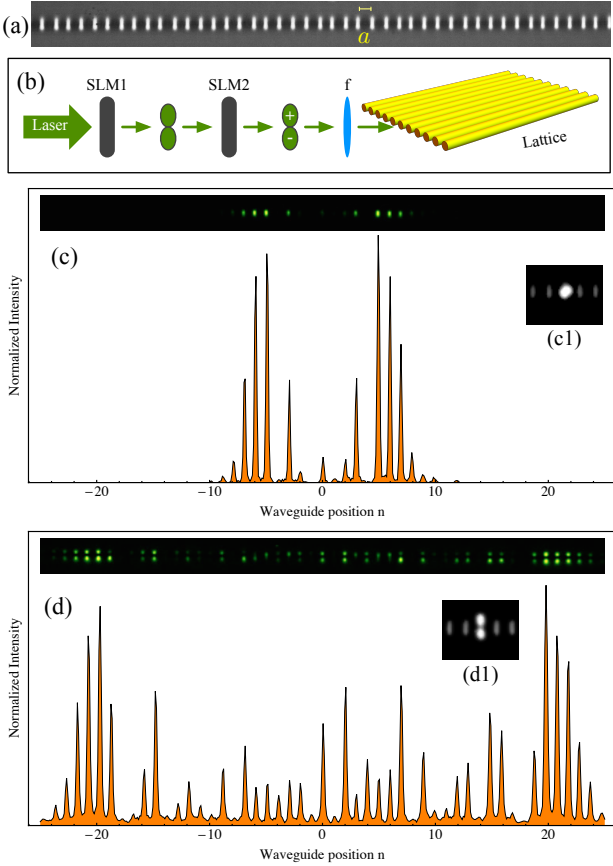 (a)
a
(b)
SLM1
SLM2
f
Laser
+
-
Lattice
(c)
(c1)
Normalized Intensity
−20
−10
0
10
20
Waveguide position n
(d)
(d1)
Normalized Intensity
−20
−10
0
10
20
Waveguide position n